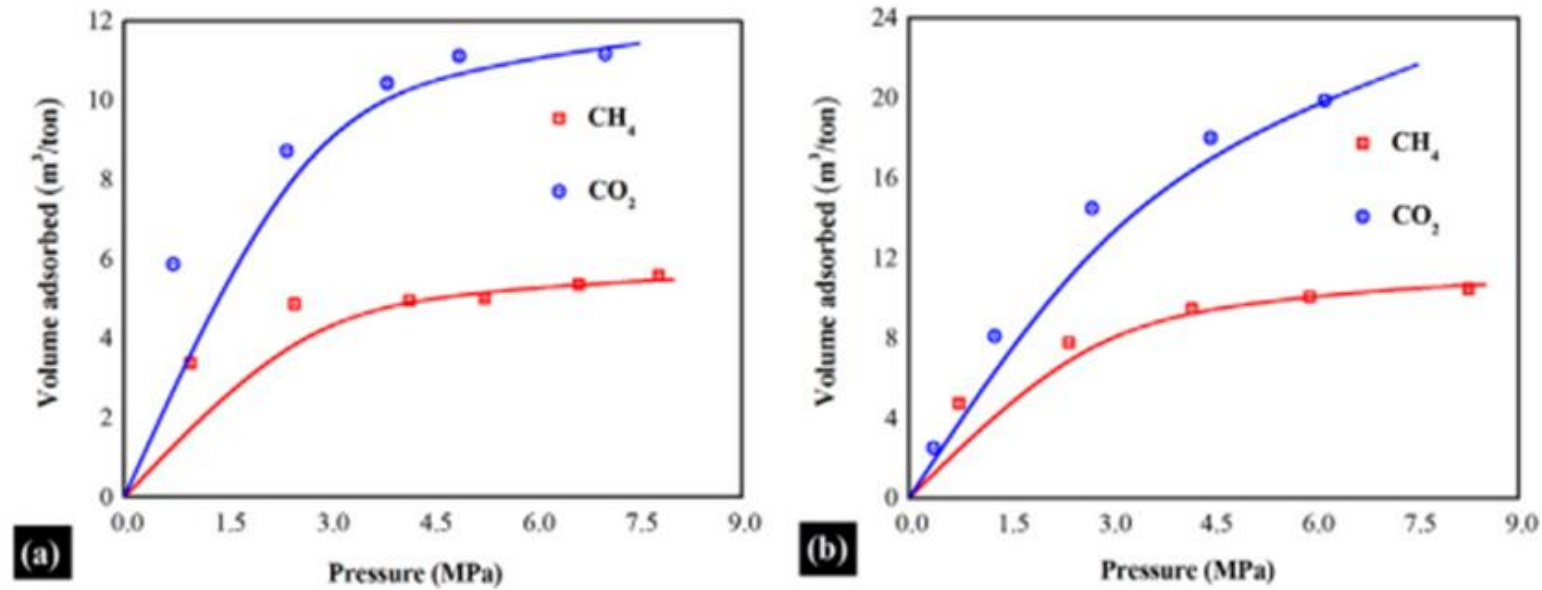 12
10
8
6
4
2
0
0.0 1.5 3.0 4.5 6.0 7.5 9.0
Volume adsorbed (m³/ton)
Pressure (MPa)
CH₄
CO₂
(a)
24
20
16
12
8
4
0
0.0 1.5 3.0 4.5 6.0 7.5 9.0
Volume adsorbed (m³/ton)
Pressure (MPa)
CH₄
CO₂
(b)